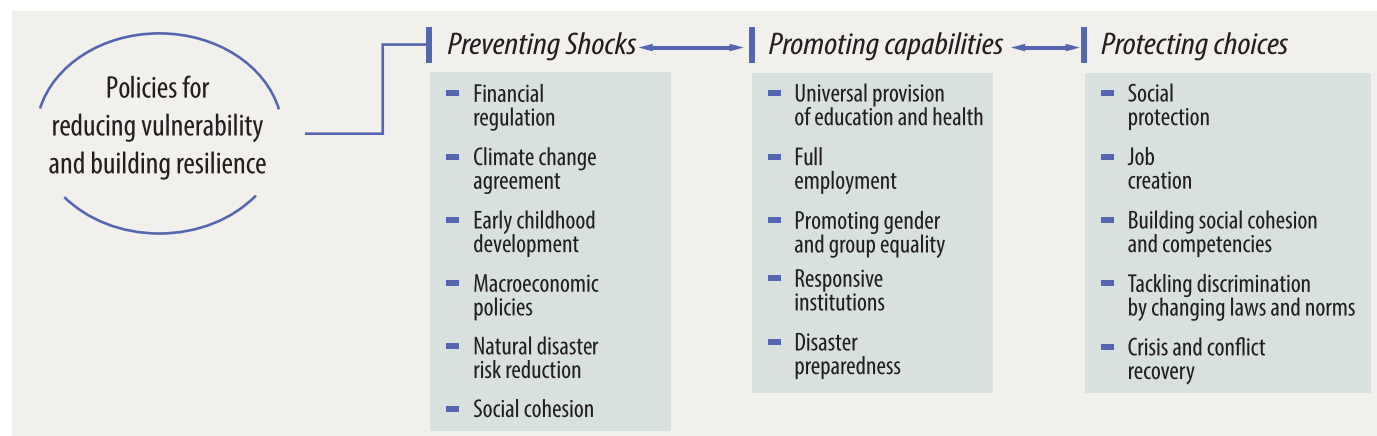 Policies for
reducing vulnerability
and building resilience
Preventing Shocks
Financial
regulation
Climate change
agreement
Early childhood
development
Macroeconomic
policies
Natural disaster
risk reduction
Social cohesion
Promoting capabilities
Universal provision
of education and health
Full
employment
Promoting gender
and group equality
Responsive
institutions
Disaster
preparedness
Protecting choices
Social
protection
Job
creation
Building social cohesion
and competencies
Tackling discrimination
by changing laws and norms
Crisis and conflict
recovery